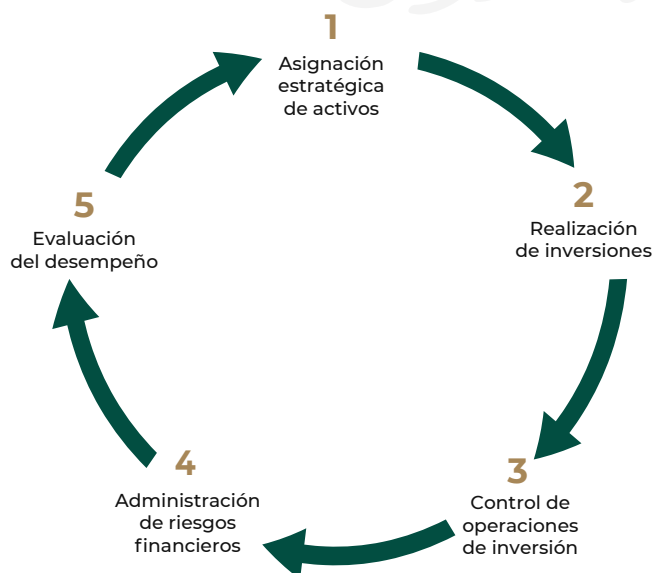 1
Asignación
estratégica
de activos
2
Realización
de inversiones
3
Control de
operaciones
de inversión
4
Administración
de riesgos
financieros
5
Evaluación
del desempeño